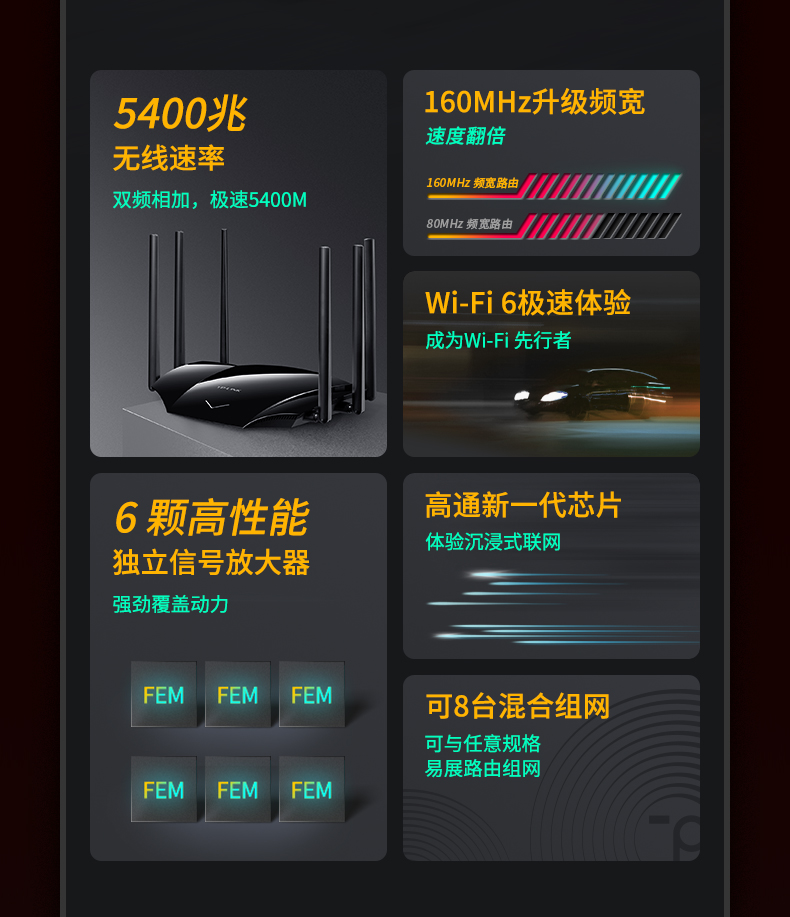 5400兆
无线速率
双频相加，极速5400M
TP-LINK
160MHz升级频宽
速度翻倍
160MHz 频宽路由
80MHz 频宽路由
Wi-Fi 6极速体验
成为Wi-Fi 先行者
6 颗高性能
独立信号放大器
强劲覆盖动力
FEM FEM FEM
FEM FEM FEM
高通新一代芯片
体验沉浸式联网
可8台混合组网
可与任意规格
易展路由组网